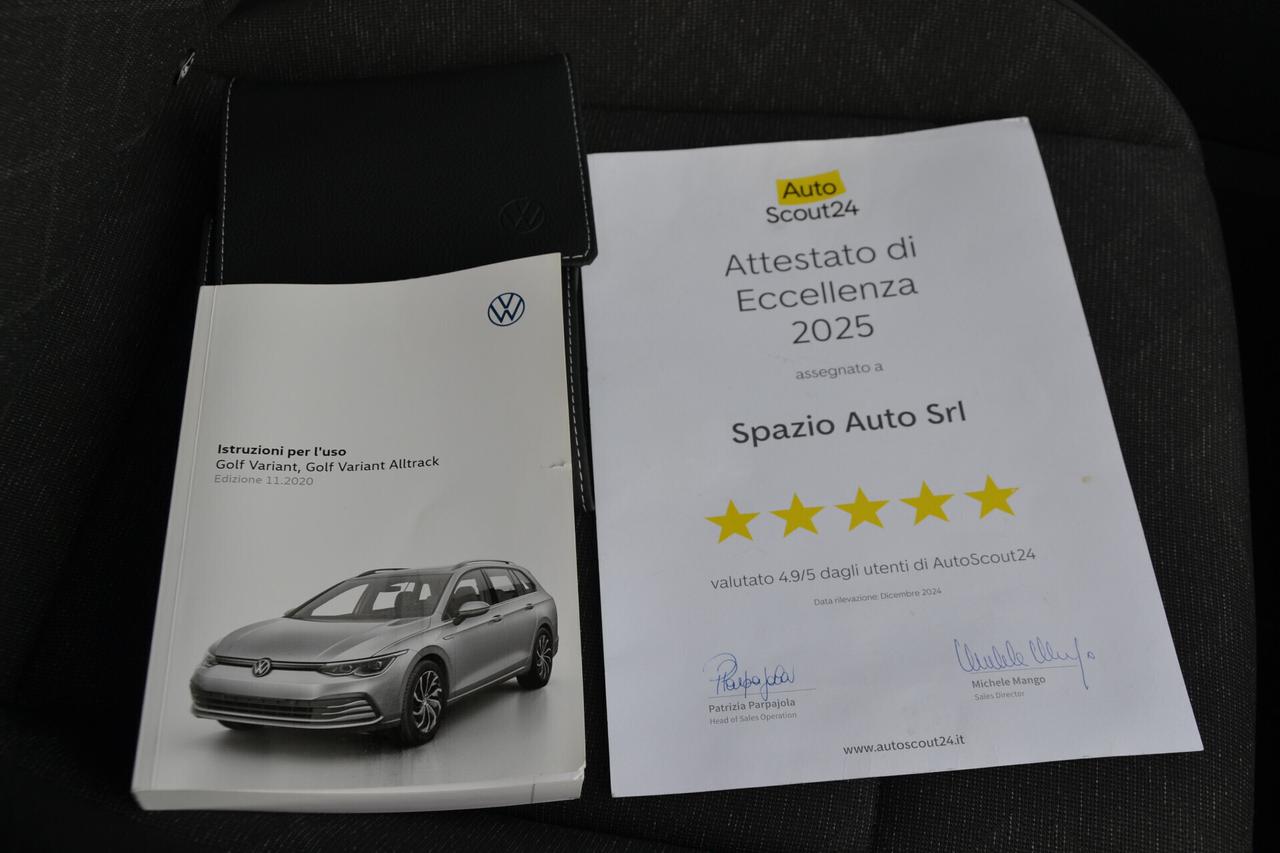 Istruzioni per l'uso
Golf Variant, Golf Variant Alltrack
Edizione 11.2020
Auto
Scout24
Attestato di
Eccellenza
2025
assegnato a
Spazio Auto Srl
valutato 4.9/5 dagli utenti di AutoScout24
Data rilevazione: Dicembre 2024
Patrizia Parpajola
Head of Sales Operation
Michele Mango
Sales Director
www.autoscout24.it